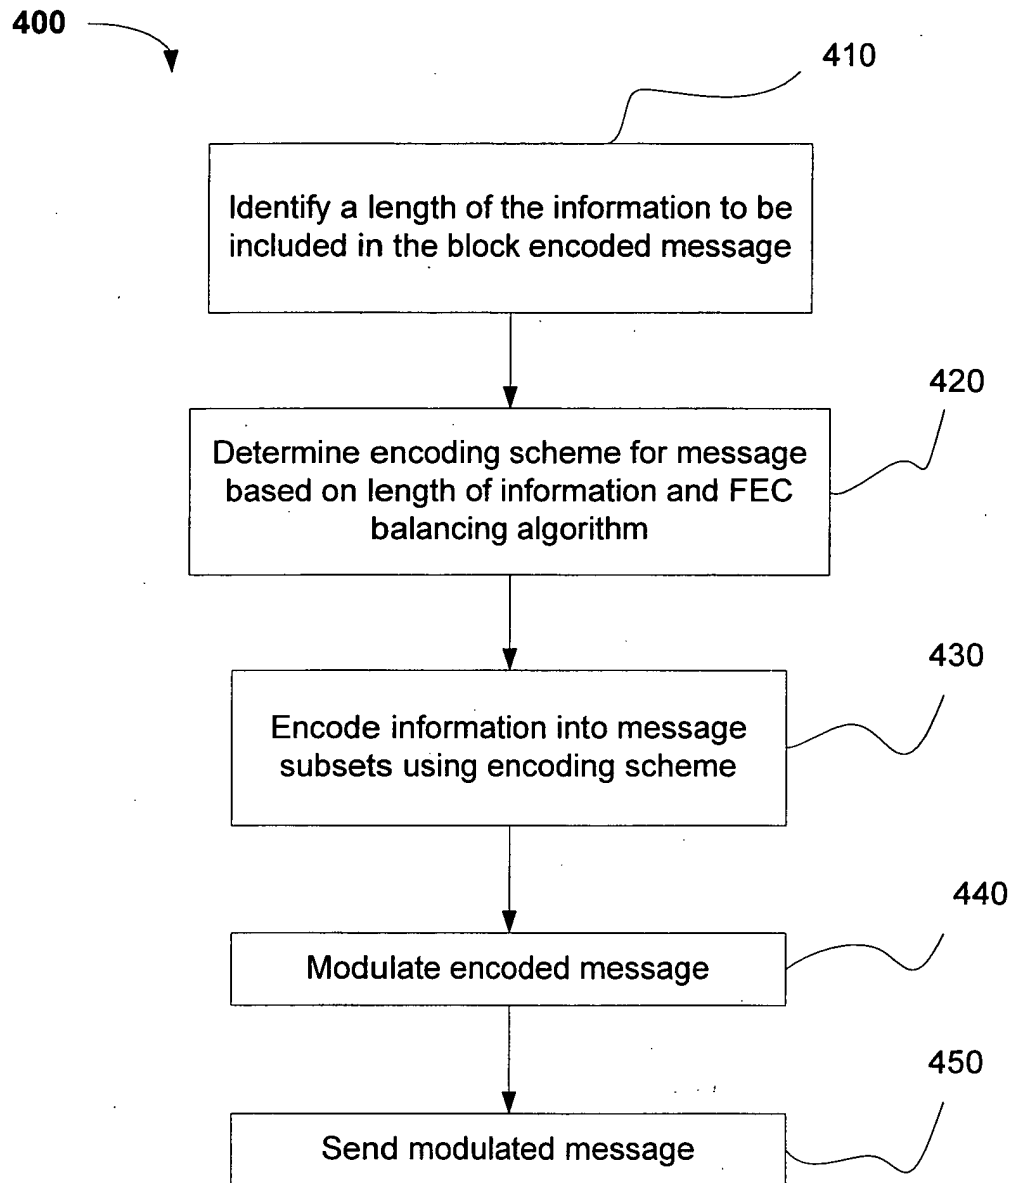 400
410
Identify a length of the information to be
included in the block encoded message
420
Determine encoding scheme for message
based on length of information and FEC
balancing algorithm
430
Encode information into message
subsets using encoding scheme
440
Modulate encoded message
450
Send modulated message